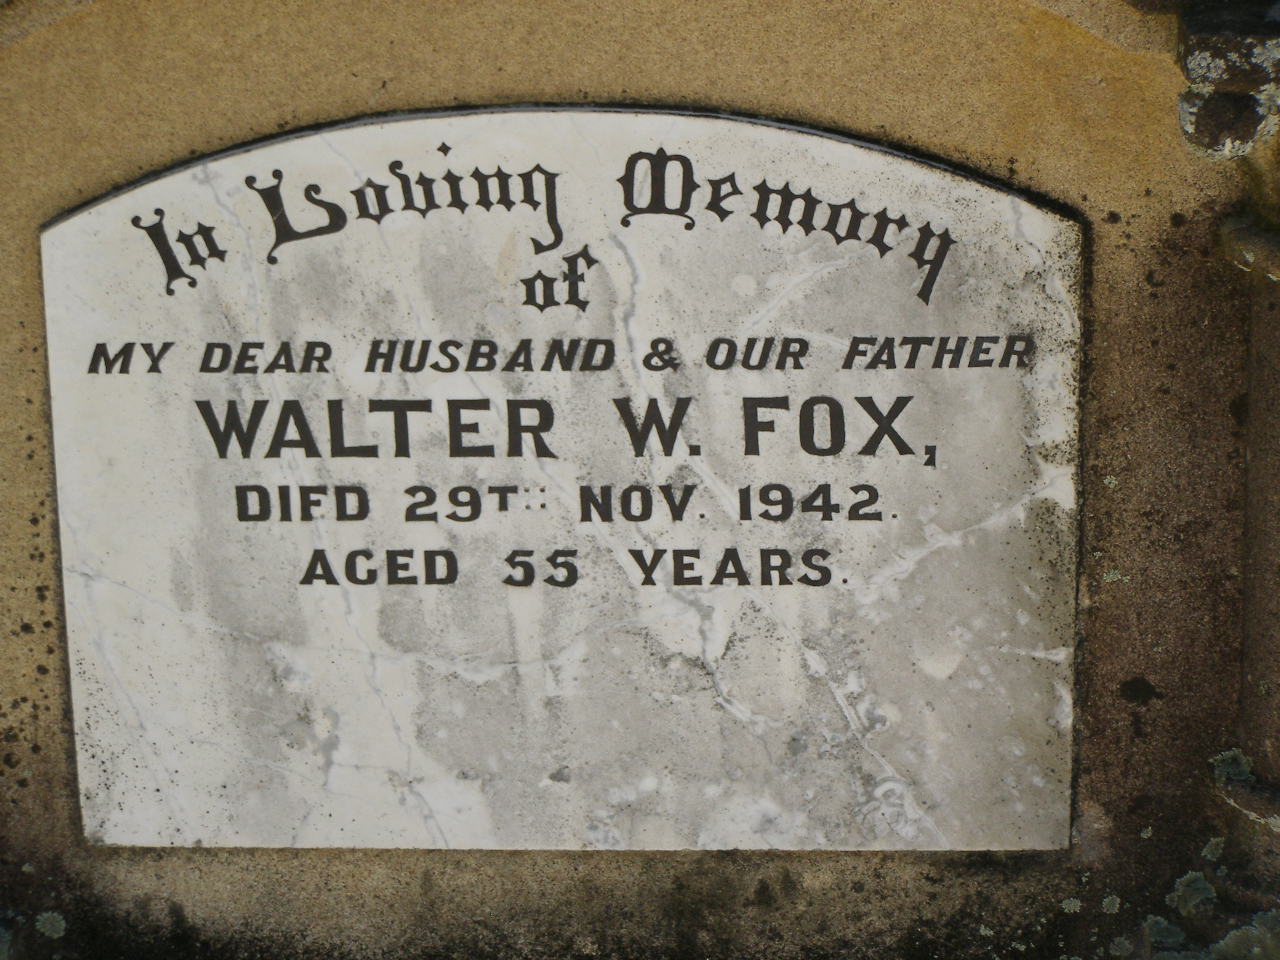 In Loving Memory
of
MY DEAR HUSBAND & OUR FATHER
WALTER W. FOX,
DIED 29TH NOV. 1942.
AGED 55 YEARS.